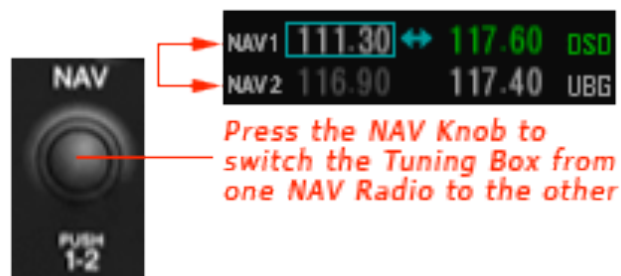 NAV1 111.30 ↔ 117.60 OSD
NAV2 116.90 117.40 UBG
NAV
Press the NAV Knob to
switch the Tuning Box from
one NAV Radio to the other
PUSH
1-2